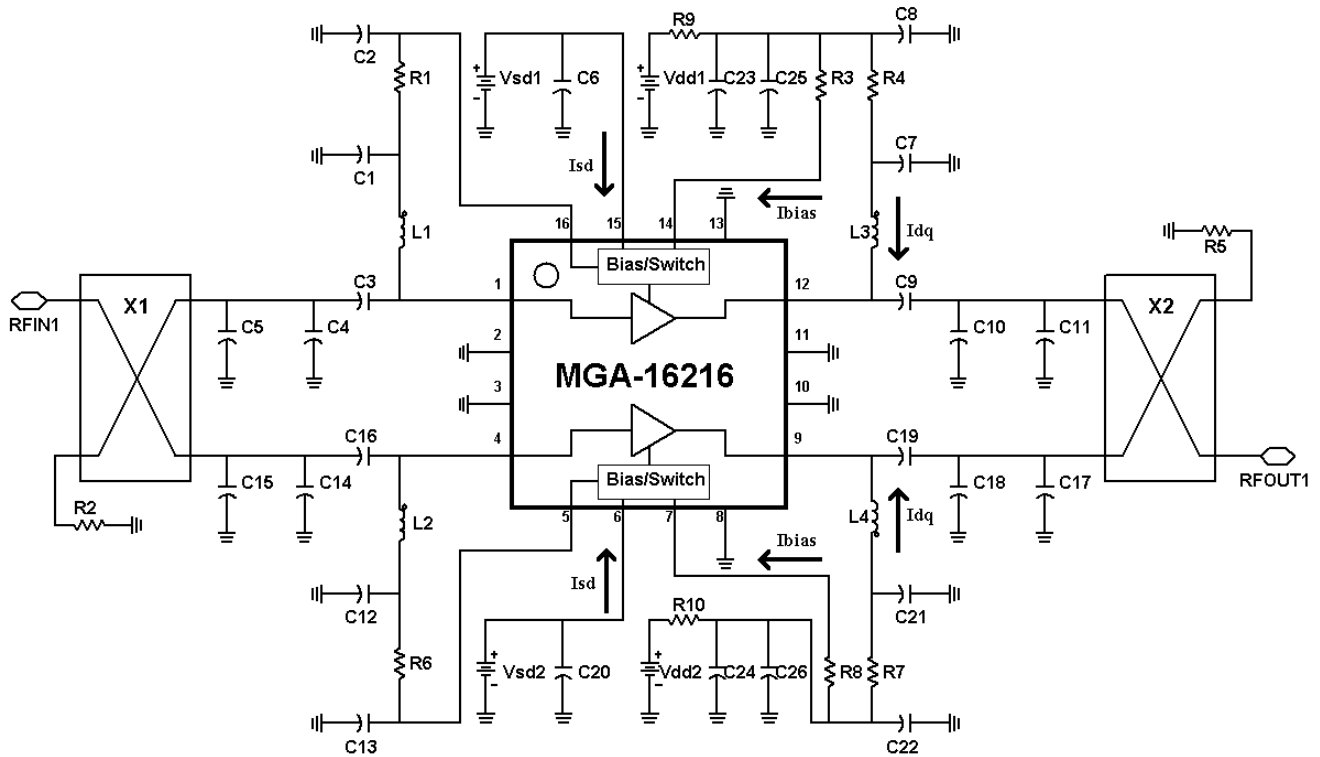 C2
R1
Vsd1
C6
R9
Vdd1
C23
C25
R3
R4
C8
C1
Isd
C7
16
15
14
13
Ibias
L1
L3
Idq
R5
Bias/Switch
C3
1
12
C9
X1
X2
RFIN1
C5
C4
C10
C11
2
11
MGA-16216
3
10
C16
4
9
C19
RFOUT1
C15
C14
Bias/Switch
C18
C17
R2
L2
5
6
7
8
L4
Idq
Ibias
Isd
C12
C21
R10
R6
Vsd2
C20
Vdd2
C24
C26
R8
R7
C13
C22